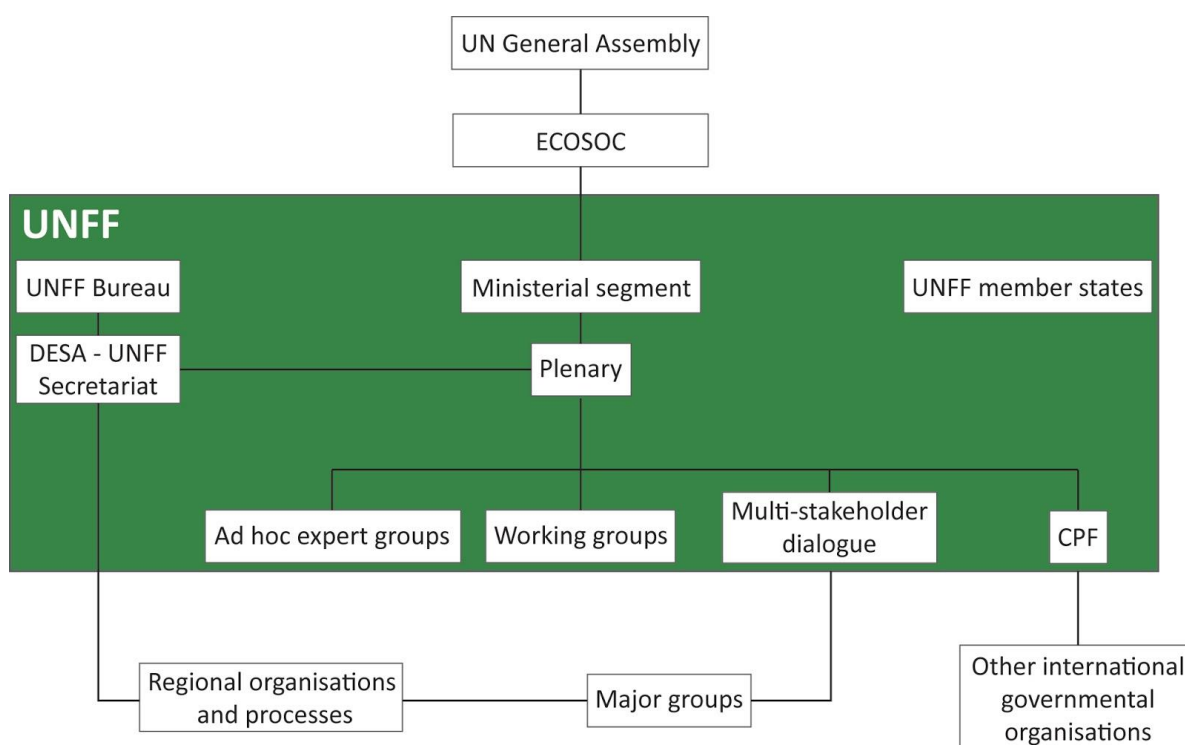 UN General Assembly
ECOSOC
UNFF
UNFF Bureau
Ministerial segment
UNFF member states
DESA - UNFF
Secretariat
Plenary
Ad hoc expert groups
Working groups
Multi-stakeholder
dialogue
CPF
Regional organisations
and processes
Major groups
Other international
governmental
organisations